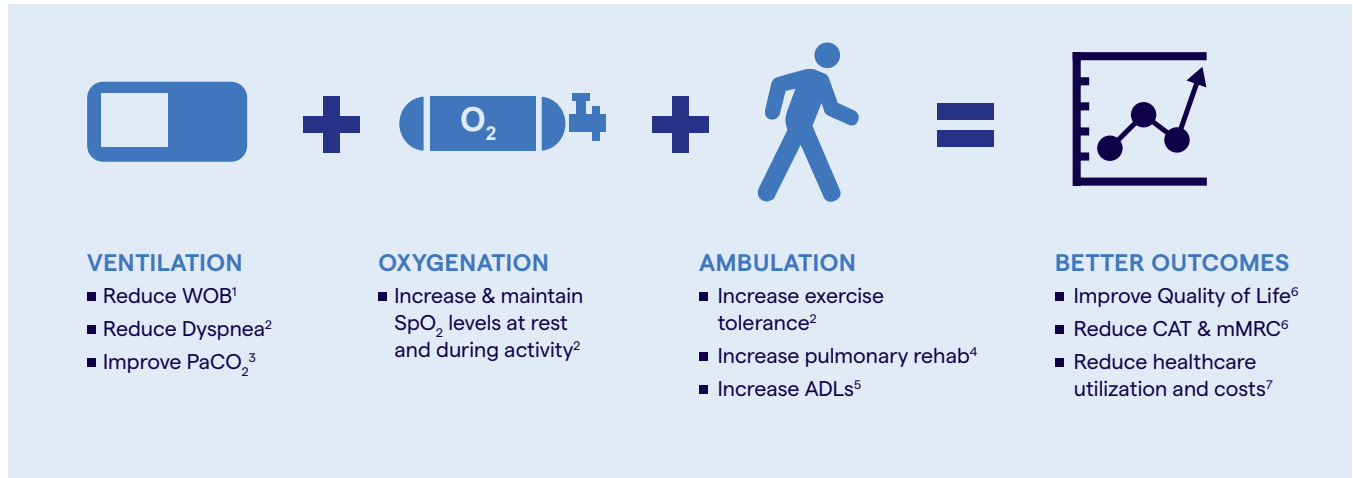 O₂
VENTILATION
■ Reduce WOB¹
■ Reduce Dyspnea²
■ Improve PaCO₂³
OXYGENATION
■ Increase & maintain
SpO₂ levels at rest
and during activity²
AMBULATION
■ Increase exercise
tolerance²
■ Increase pulmonary rehab⁴
■ Increase ADLs⁵
BETTER OUTCOMES
■ Improve Quality of Life⁶
■ Reduce CAT & mMRC⁶
■ Reduce healthcare
utilization and costs⁷